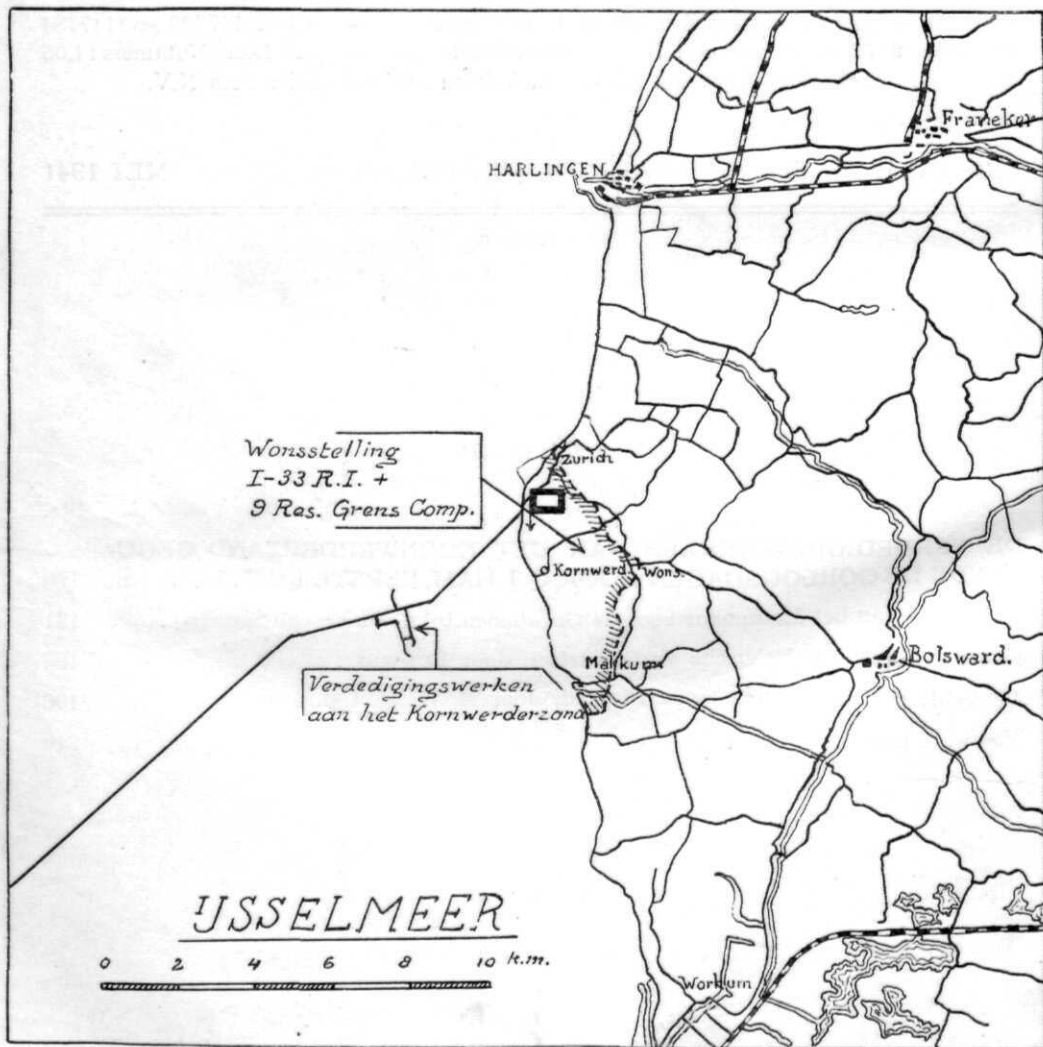 Franeker
HARLINGEN
Wonsstelling
I-33 R.I. +
9 Res. Grens Comp.
Zurich
Kornwerd.
Wons.
Makkum
Bolsward.
Verdedigingswerken
aan het Kornwerderzand
IJSSELMEER
0 2 4 6 8 10 k.m.
Workum